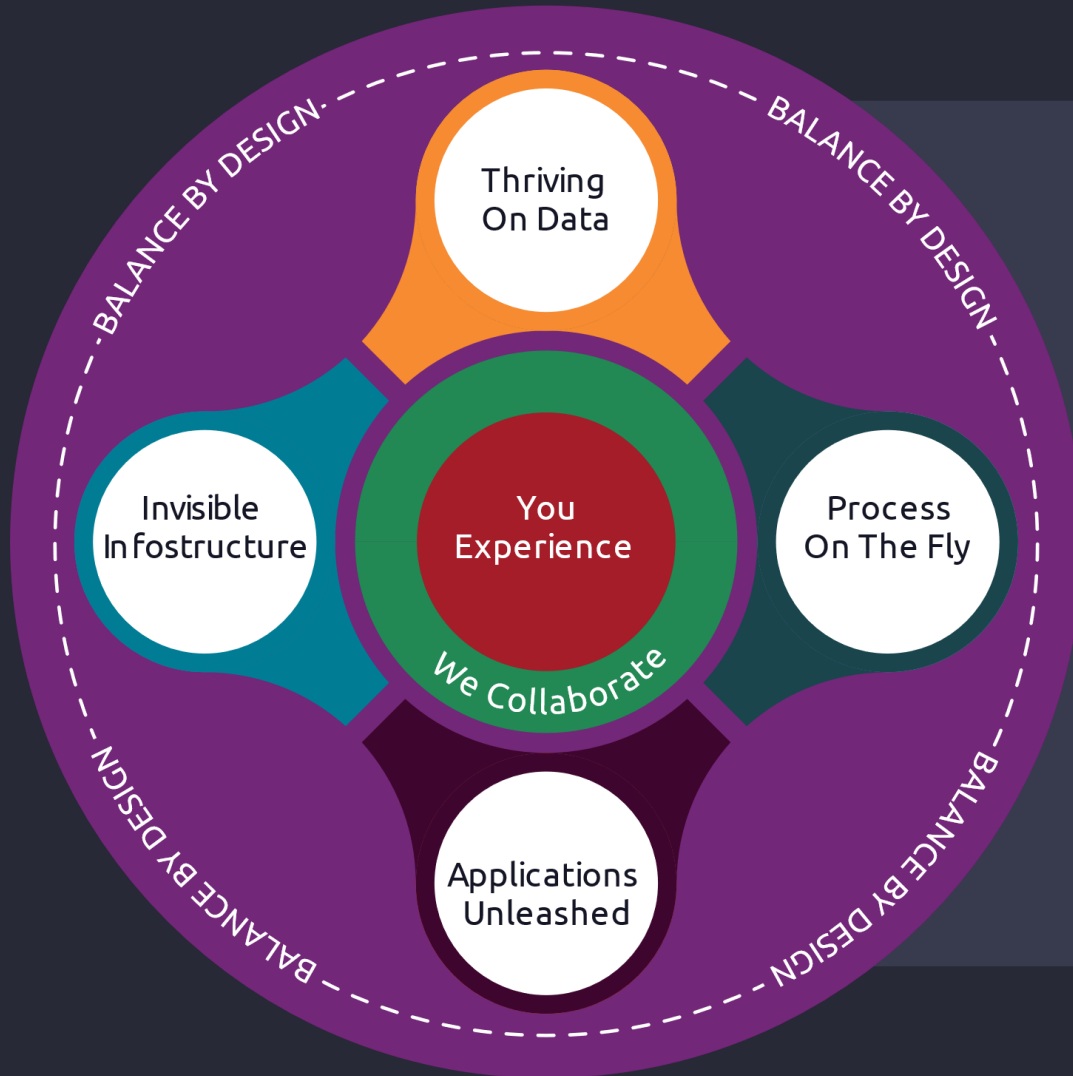 BALANCE BY DESIGN
BALANCE BY DESIGN
Thriving
On Data
Invisible
Infostructure
You
Experience
Process
On The Fly
We Collaborate
Applications
Unleashed
BALANCE BY DESIGN
BALANCE BY DESIGN